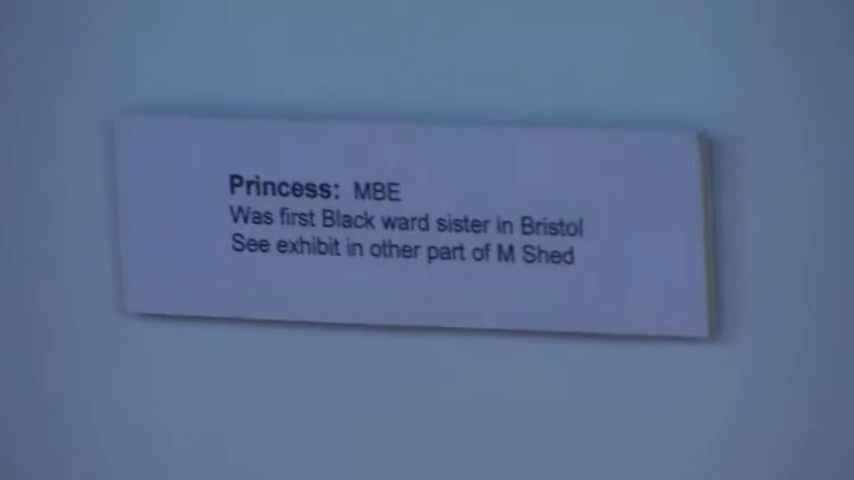 Princess: MBE
Was first Black ward sister in Bristol
See exhibit in other part of M Shed